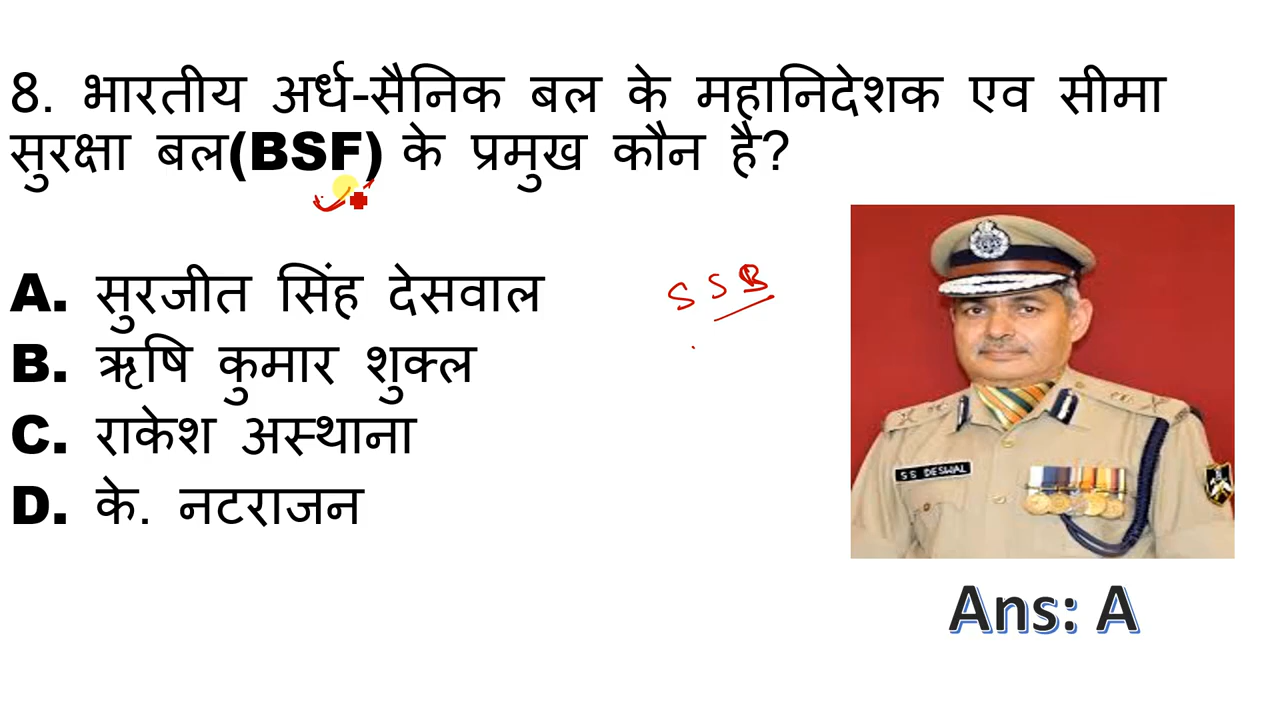 8. भारतीय अर्ध-सैनिक बल के महानिदेशक एव सीमा
सुरक्षा बल(BSF) के प्रमुख कौन है?
A. सुरजीत सिंह देसवाल
SSB
B. ऋषि कुमार शुक्ल
C. राकेश अस्थाना
D. के. नटराजन
S S DESWAL
Ans: A